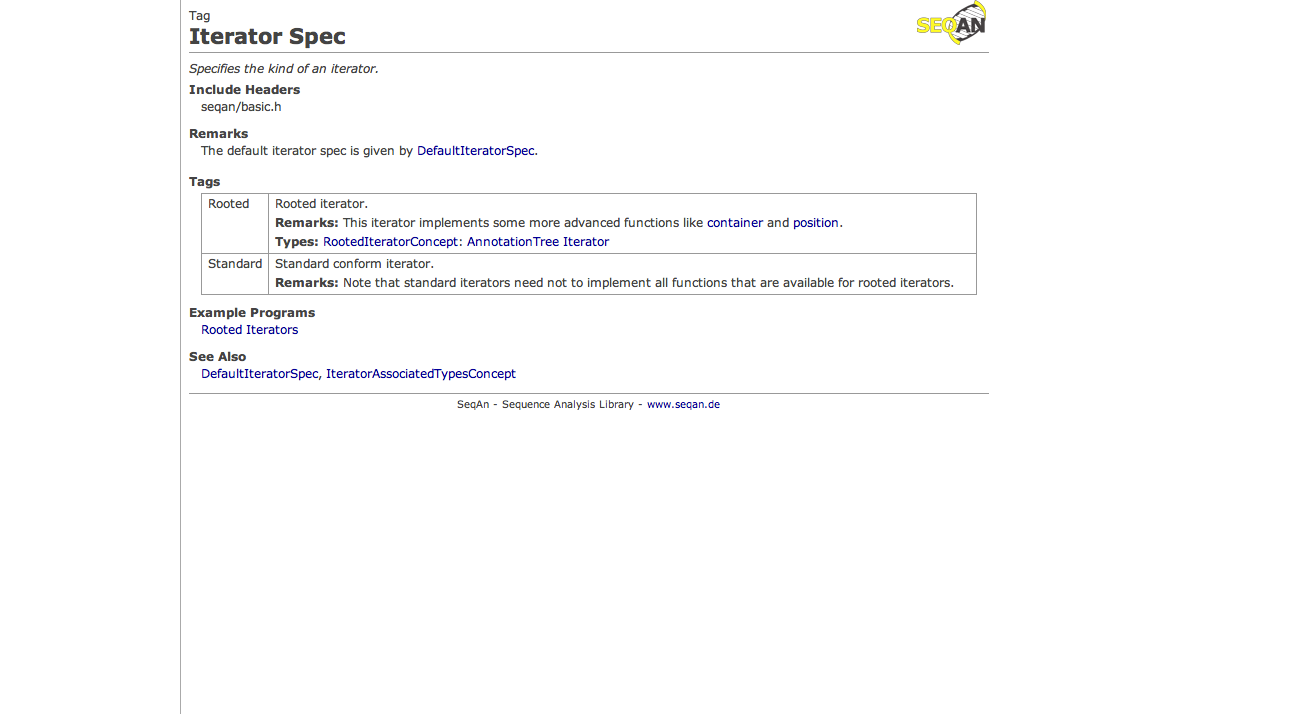 Tag
SEQAN
Iterator Spec
Specifies the kind of an iterator.
Include Headers
seqan/basic.h
Remarks
The default iterator spec is given by DefaultIteratorSpec.
Tags
Rooted
Rooted iterator.
Remarks: This iterator implements some more advanced functions like container and position.
Types: RootedIteratorConcept: AnnotationTree Iterator
Standard
Standard conform iterator.
Remarks: Note that standard iterators need not to implement all functions that are available for rooted iterators.
Example Programs
Rooted Iterators
See Also
DefaultIteratorSpec, IteratorAssociatedTypesConcept
SeqAn - Sequence Analysis Library - www.seqan.de